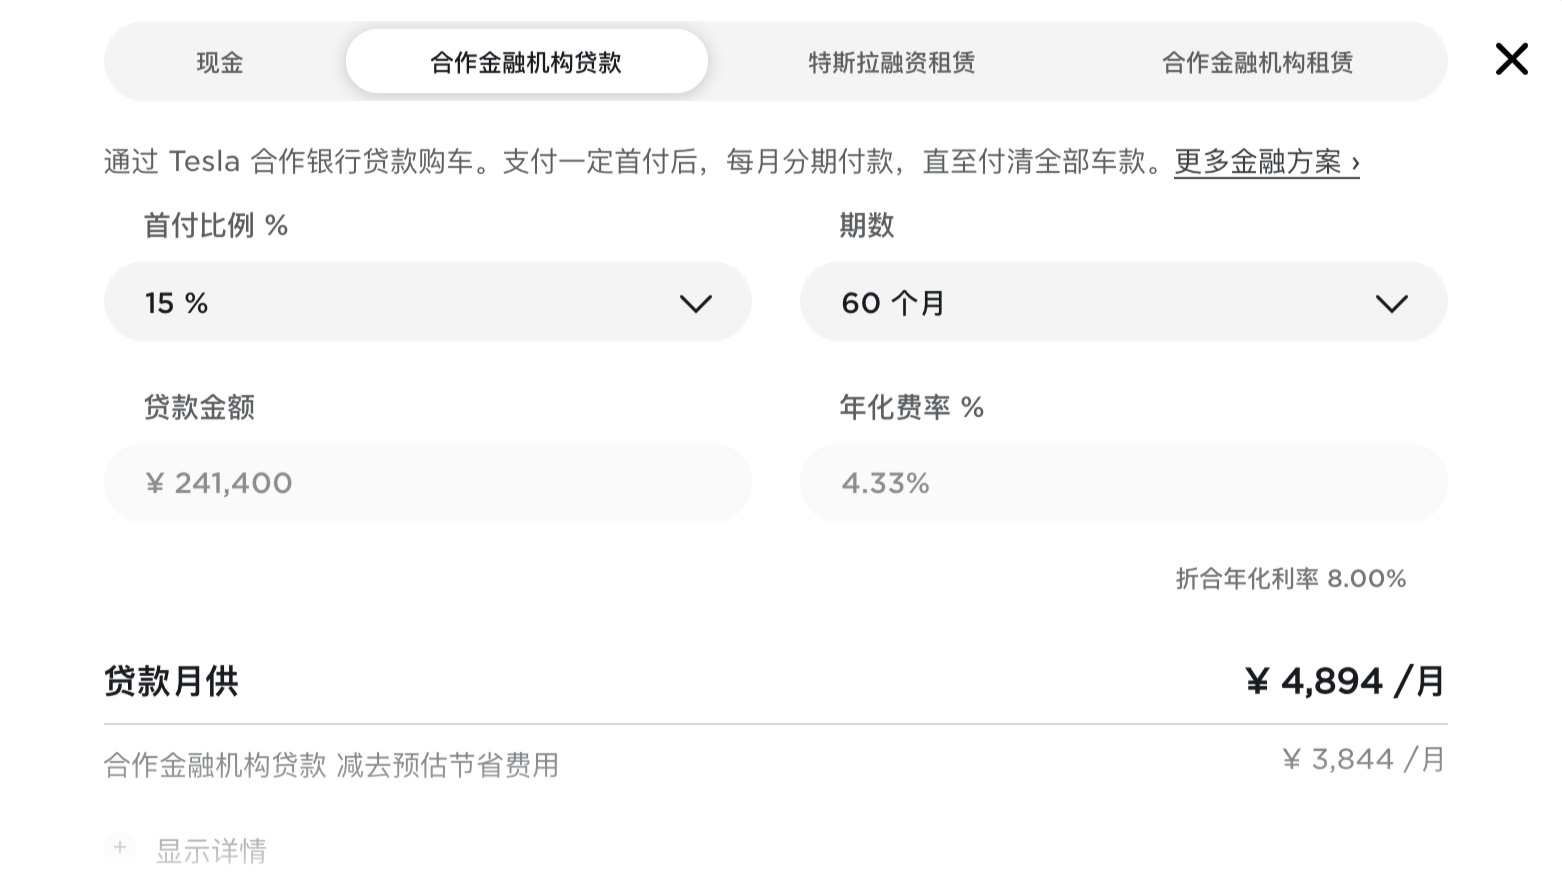 现金
合作金融机构贷款
特斯拉融资租赁
合作金融机构租赁
通过 Tesla 合作银行贷款购车。支付一定首付后，每月分期付款，直至付清全部车款。更多金融方案 ›
首付比例 %
期数
15 %
60 个月
贷款金额
年化费率 %
¥ 241,400
4.33%
折合年化利率 8.00%
贷款月供
¥ 4,894 /月
合作金融机构贷款 减去预估节省费用
¥ 3,844 /月
+ 显示详情